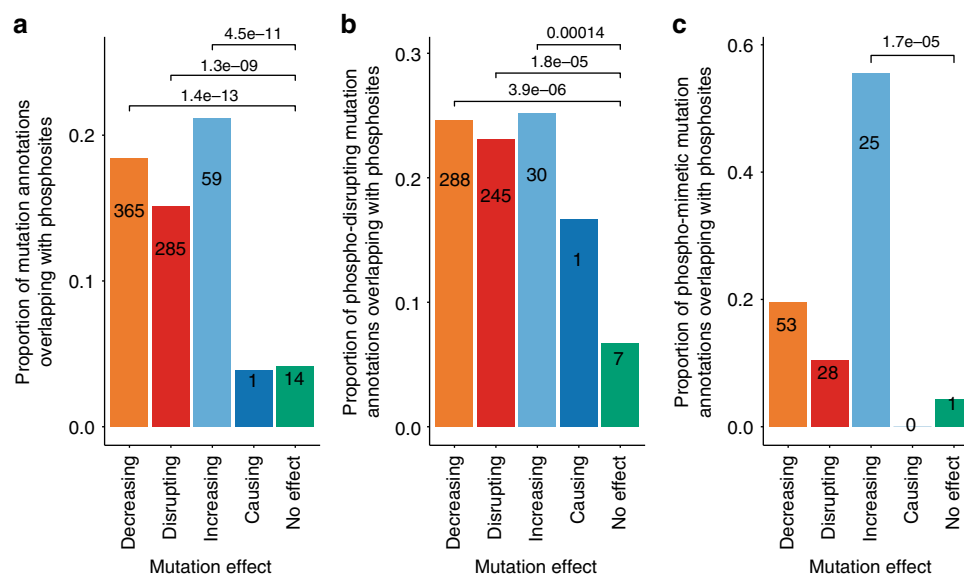 a
Proportion of mutation annotations
overlapping with phosphosites
0.2
0.1
0.0
4.5e–11
1.3e–09
1.4e–13
365
285
59
1
14
Decreasing
Disrupting
Increasing
Causing
No effect
Mutation effect
b
Proportion of phospho-disrupting mutation
annotations overlapping with phosphosites
0.3
0.2
0.1
0.0
0.00014
1.8e–05
3.9e–06
288
245
30
1
7
Decreasing
Disrupting
Increasing
Causing
No effect
Mutation effect
c
Proportion of phospho-mimetic mutation
annotations overlapping with phosphosites
0.6
0.4
0.2
0.0
1.7e–05
53
28
25
0
1
Decreasing
Disrupting
Increasing
Causing
No effect
Mutation effect